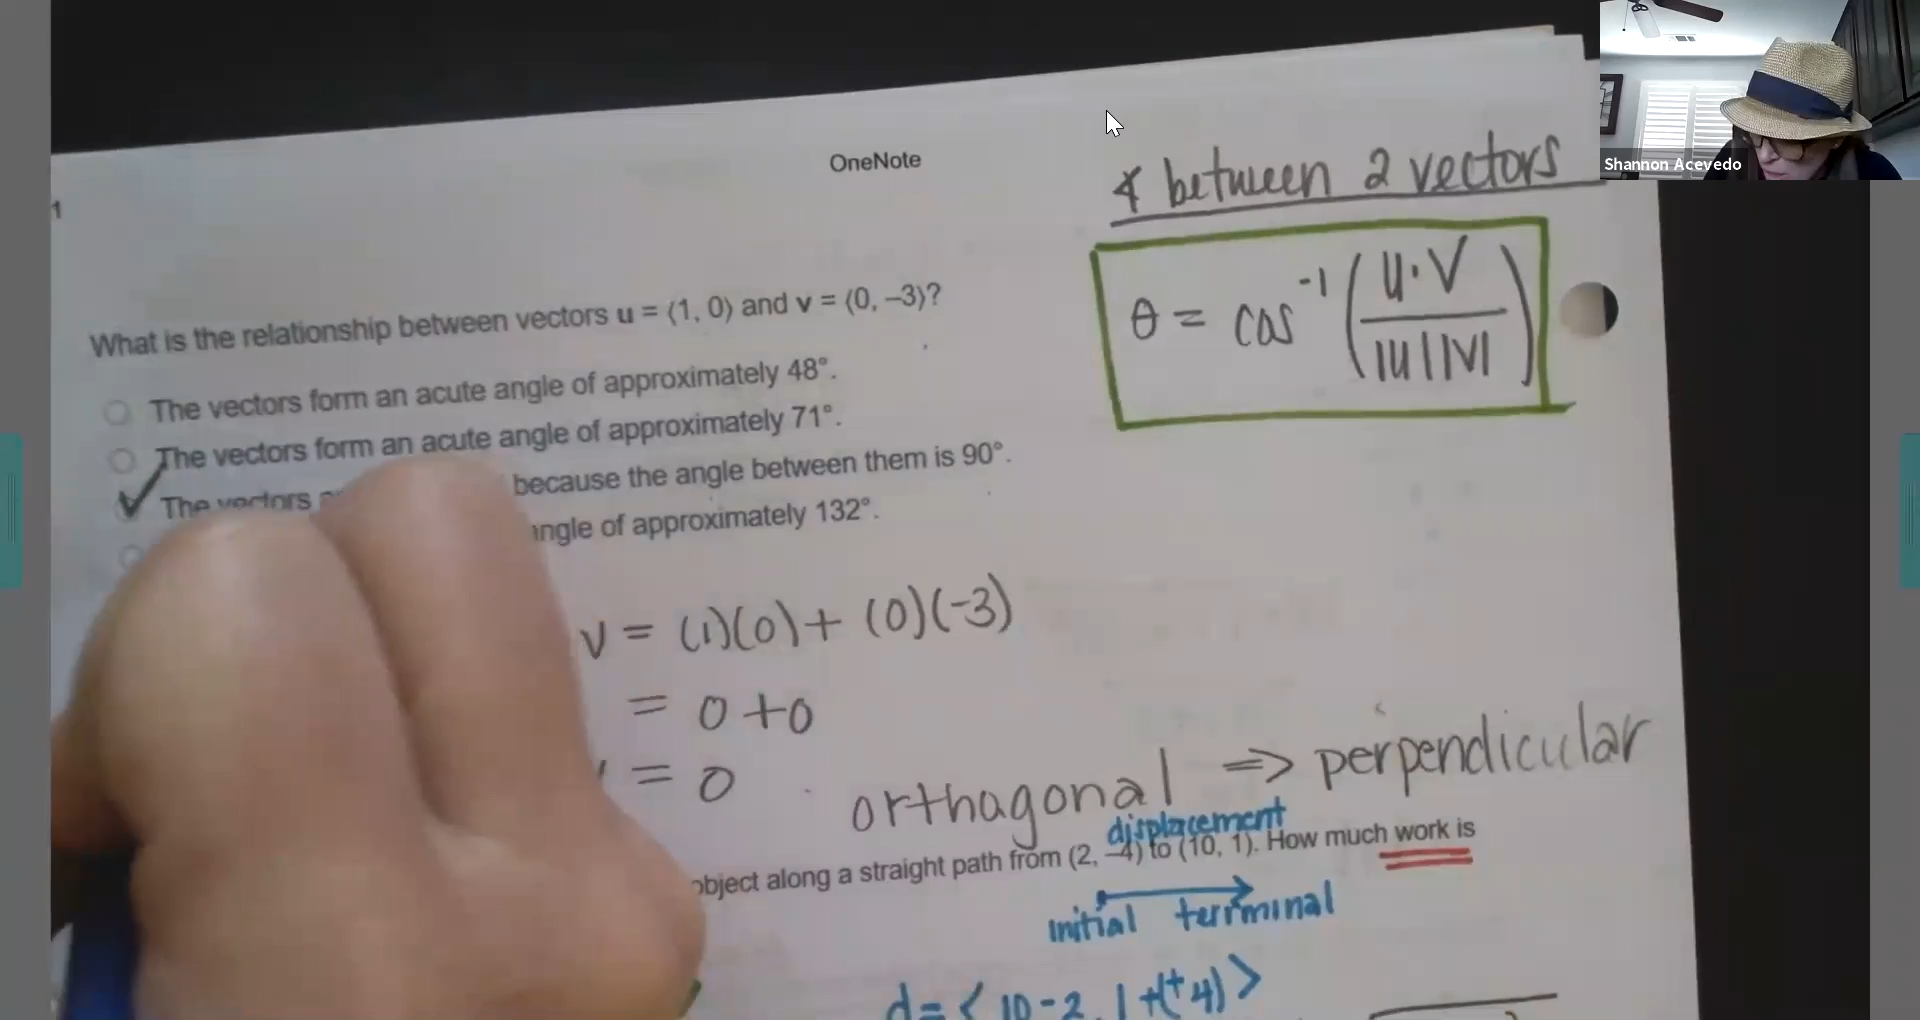 OneNote
∢ between 2 vectors
Shannon Acevedo
1
θ = cos⁻¹ (u·v / |u||v|)
What is the relationship between vectors u = ⟨1, 0⟩ and v = ⟨0, −3⟩?
The vectors form an acute angle of approximately 48°.
The vectors form an acute angle of approximately 71°.
The vectors because the angle between them is 90°.
angle of approximately 132°.
v = (1)(0) + (0)(-3)
= 0 + 0
= 0
orthagonal => perpendicular
displacement
object along a straight path from (2, −4) to (10, 1). How much work is
initial terminal
d = < 10 - 2, 1 +(+4) >